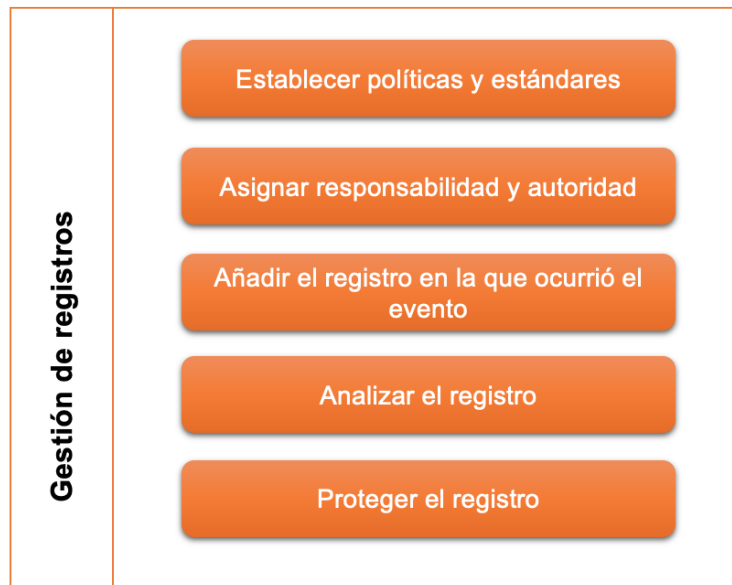 Gestión de registros
Establecer políticas y estándares
Asignar responsabilidad y autoridad
Añadir el registro en la que ocurrió el
evento
Analizar el registro
Proteger el registro